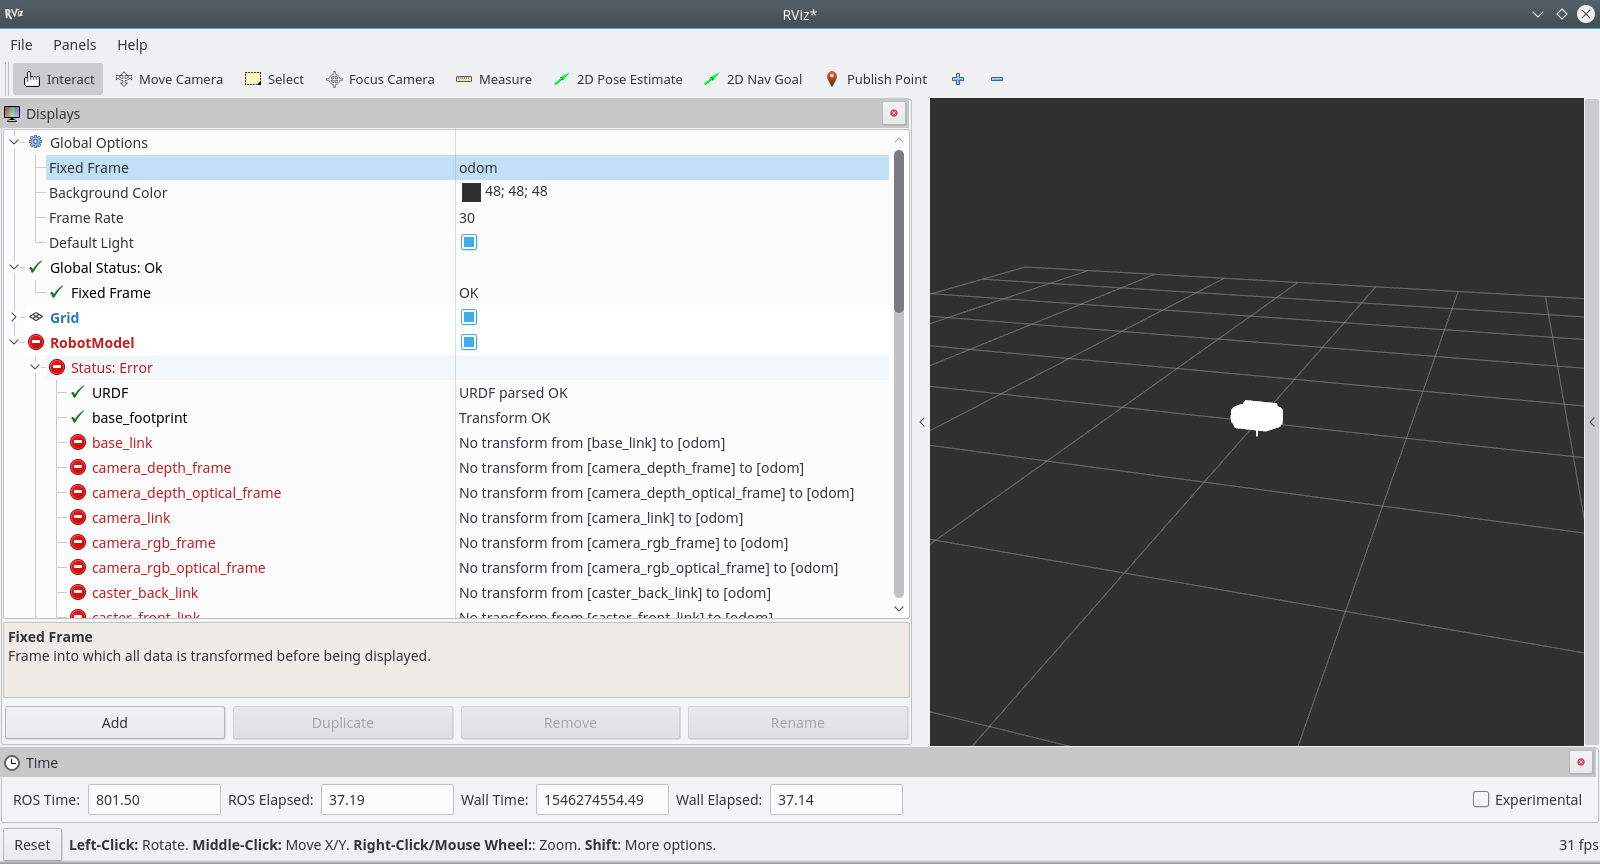 RViz
RViz*
File Panels Help
Interact Move Camera Select Focus Camera Measure 2D Pose Estimate 2D Nav Goal Publish Point
Displays
Global Options
Fixed Frame odom
Background Color 48; 48; 48
Frame Rate 30
Default Light
Global Status: Ok
Fixed Frame OK
Grid
RobotModel
Status: Error
URDF URDF parsed OK
base_footprint Transform OK
base_link No transform from [base_link] to [odom]
camera_depth_frame No transform from [camera_depth_frame] to [odom]
camera_depth_optical_frame No transform from [camera_depth_optical_frame] to [odom]
camera_link No transform from [camera_link] to [odom]
camera_rgb_frame No transform from [camera_rgb_frame] to [odom]
camera_rgb_optical_frame No transform from [camera_rgb_optical_frame] to [odom]
caster_back_link No transform from [caster_back_link] to [odom]
caster_front_link No transform from [caster_front_link] to [odom]
Fixed Frame
Frame into which all data is transformed before being displayed.
Add Duplicate Remove Rename
Time
ROS Time: 801.50 ROS Elapsed: 37.19 Wall Time: 1546274554.49 Wall Elapsed: 37.14 Experimental
Reset Left-Click: Rotate. Middle-Click: Move X/Y. Right-Click/Mouse Wheel:: Zoom. Shift: More options. 31 fps